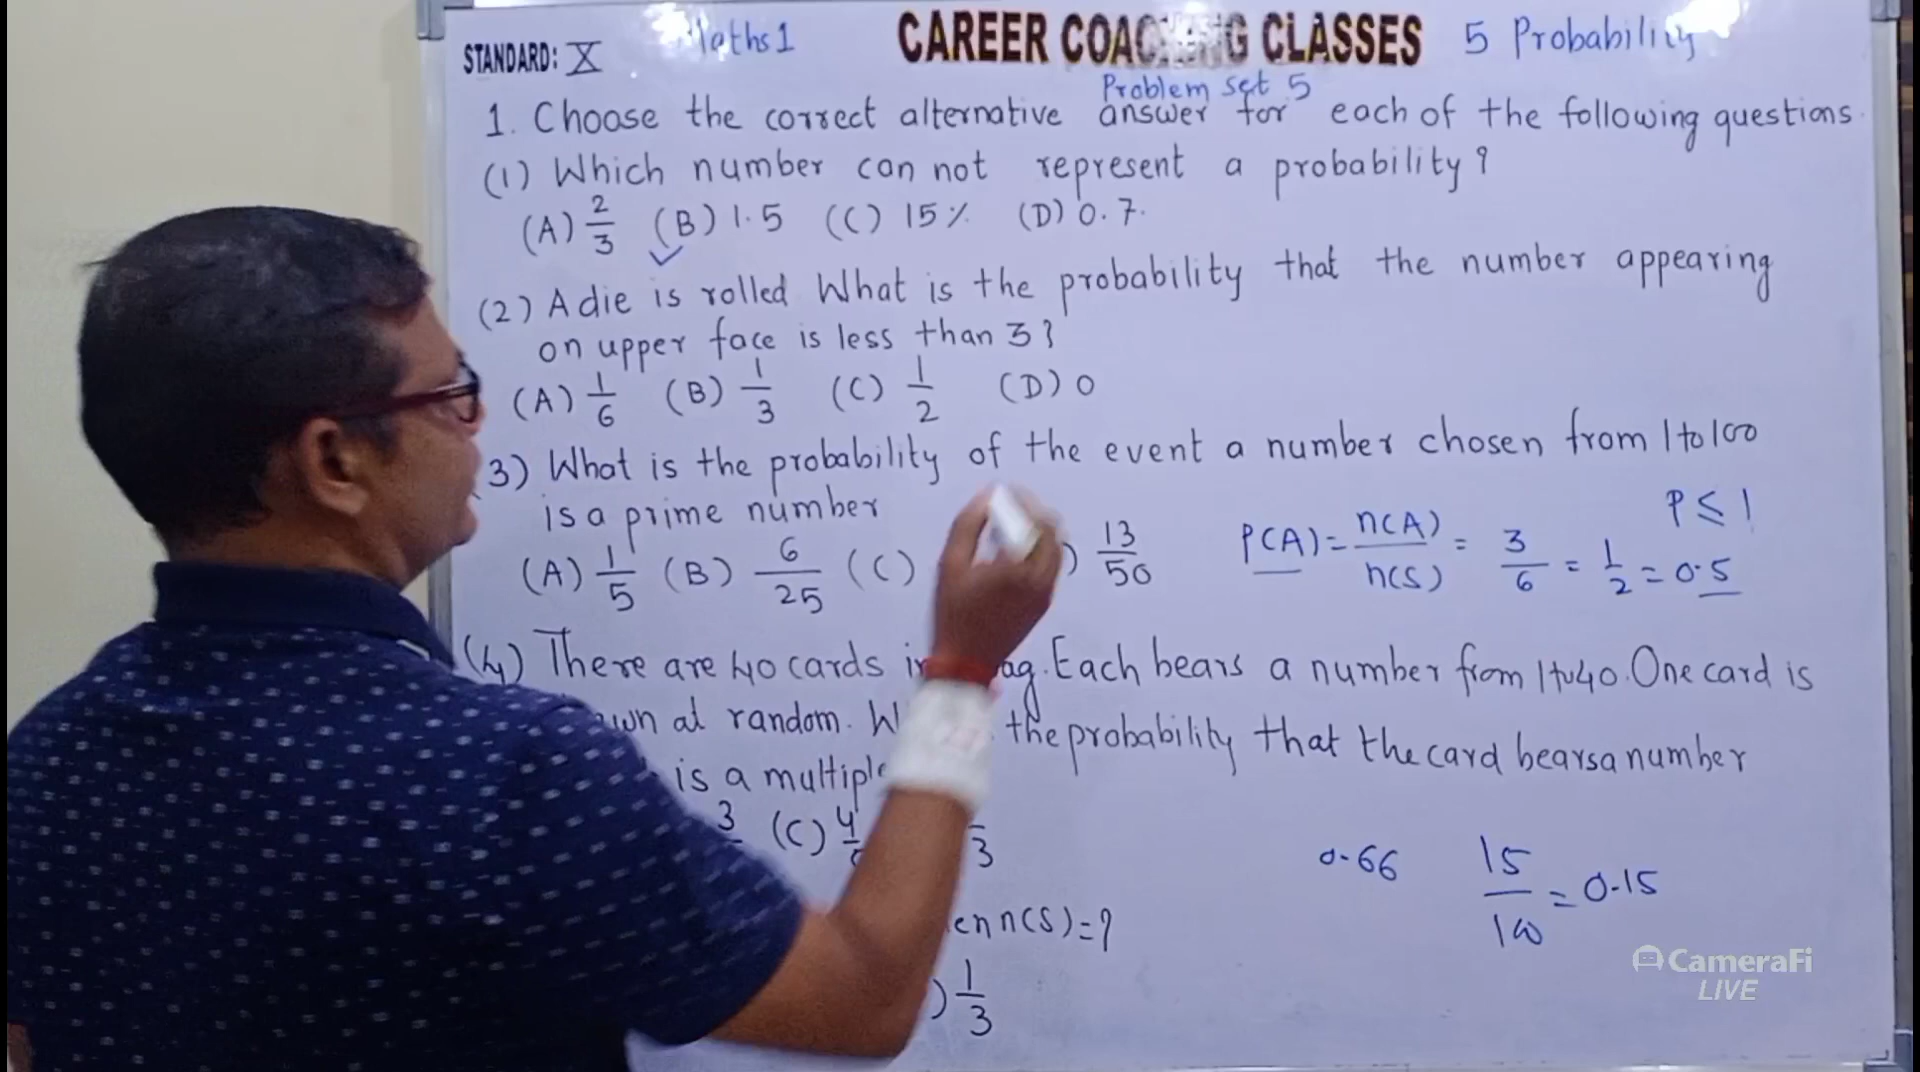 STANDARD: X Maths 1 CAREER COACHING CLASSES 5 Probability
Problem set 5
1. Choose the correct alternative answer for each of the following questions.
(1) Which number can not represent a probability?
(A) 2/3 (B) 1.5 (C) 15% (D) 0.7.
(2) A die is rolled What is the probability that the number appearing
on upper face is less than 3?
(A) 1/6 (B) 1/3 (C) 1/2 (D) 0
3) What is the probability of the event a number chosen from 1 to 100
is a prime number
(A) 1/5 (B) 6/25 (C) ) 13/50
P(A) = n(A)/n(S) = 3/6 = 1/2 = 0.5
P ≤ 1
(4) There are 40 cards in Each bears a number from 1 to 40. One card is
at random. the probability that the card bears a number
is a multiple
3 (C) 4 3
0.66 15/100 = 0.15
n(S) = ?
) 1/3
CameraFi
LIVE